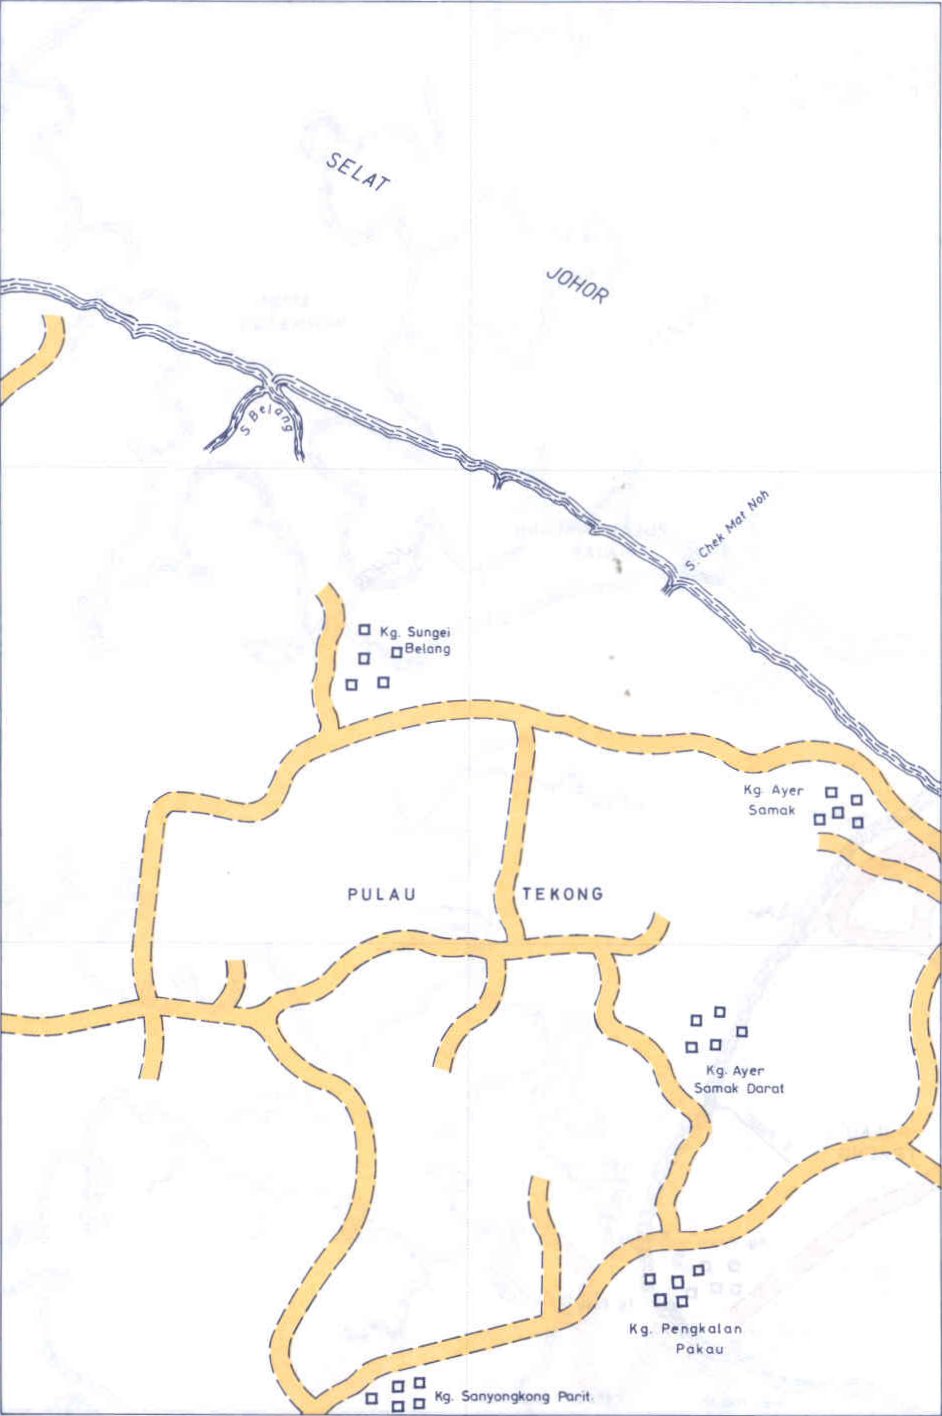 SELAT
JOHOR
S Belang
S. Chek Mat Noh
Kg. Sungei
Belang
Kg. Ayer
Samak
PULAU TEKONG
Kg. Ayer
Samak Darat
Kg. Pengkalan
Pakau
Kg. Sanyongkong Parit.